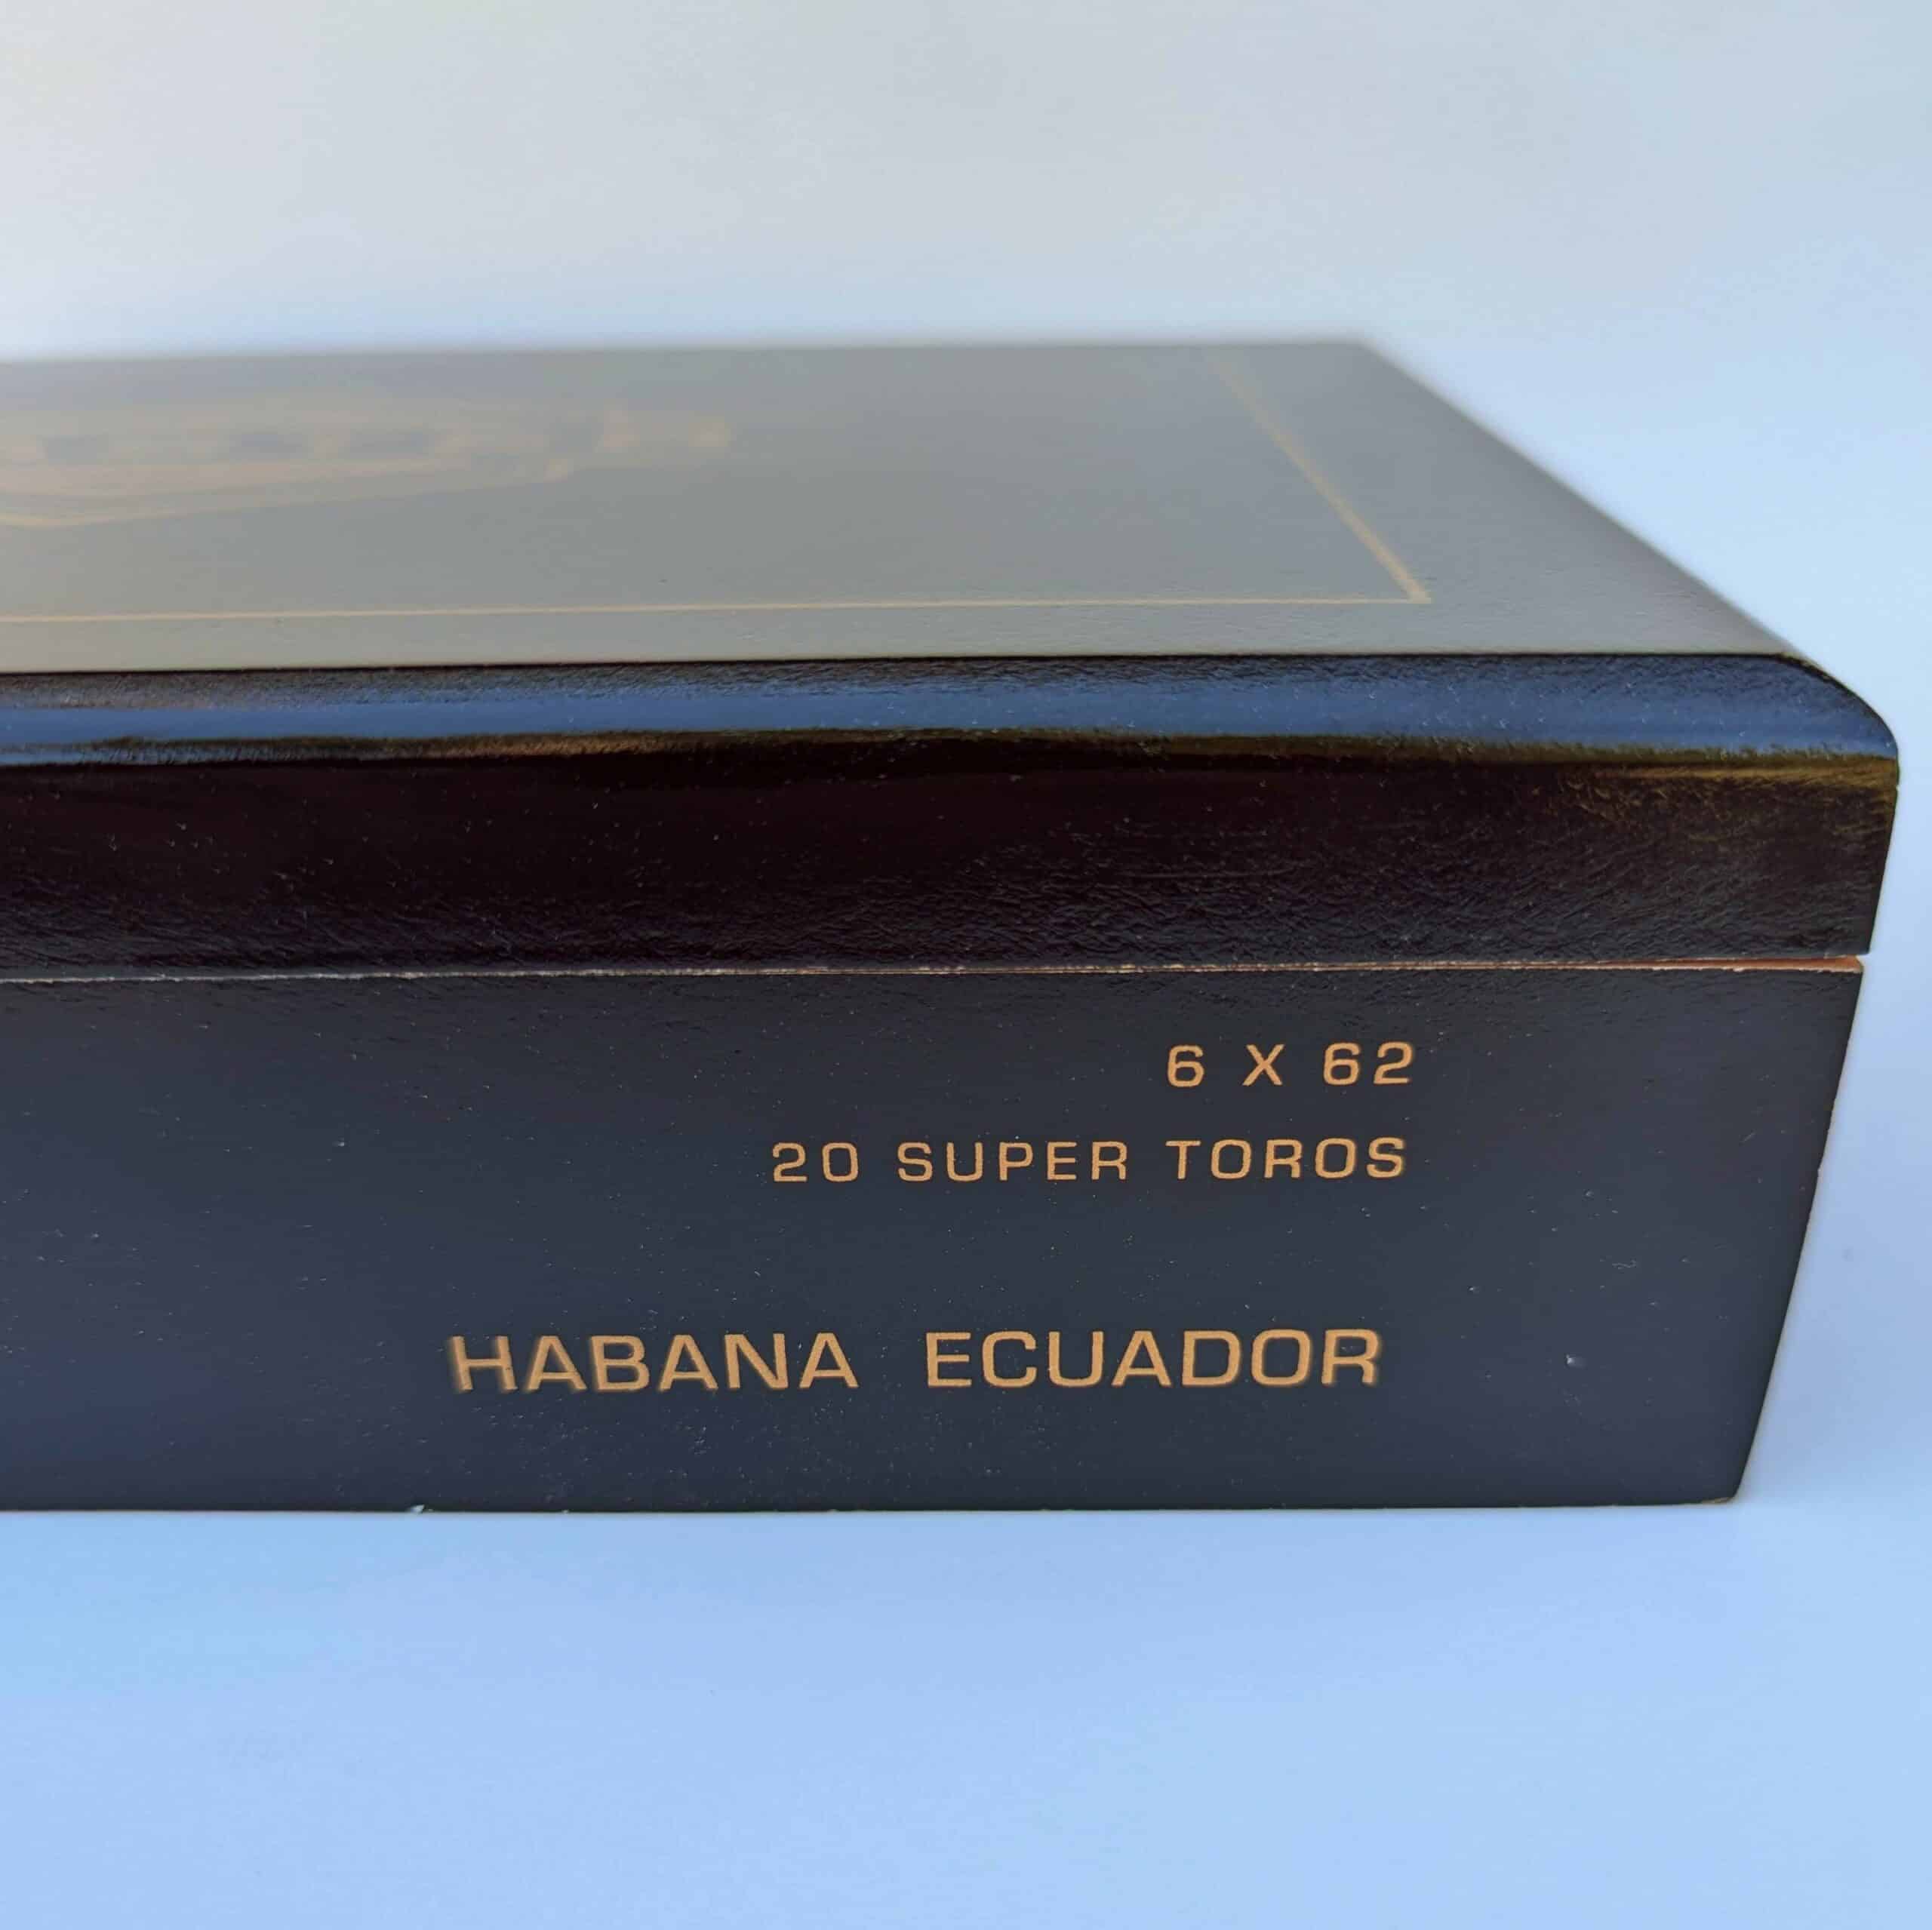 6 X 62
20 SUPER TOROS
HABANA ECUADOR